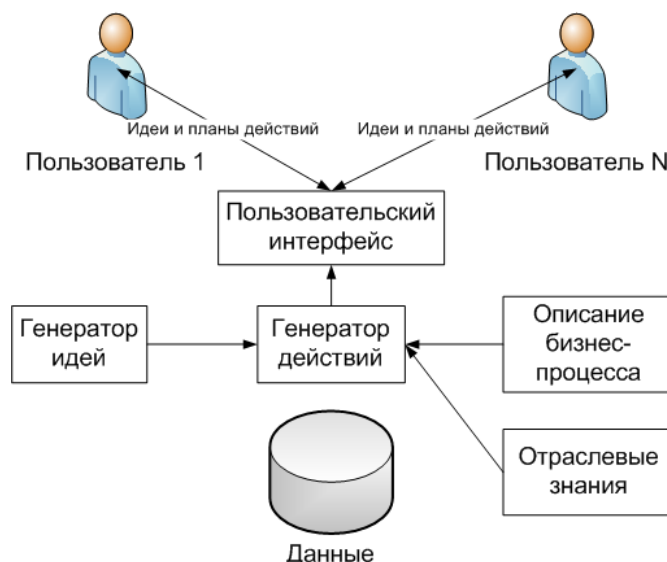 Идеи и планы действий
Идеи и планы действий
Пользователь 1
Пользователь N
Пользовательский
интерфейс
Генератор
идей
Генератор
действий
Описание
бизнес-
процесса
Отраслевые
знания
Данные